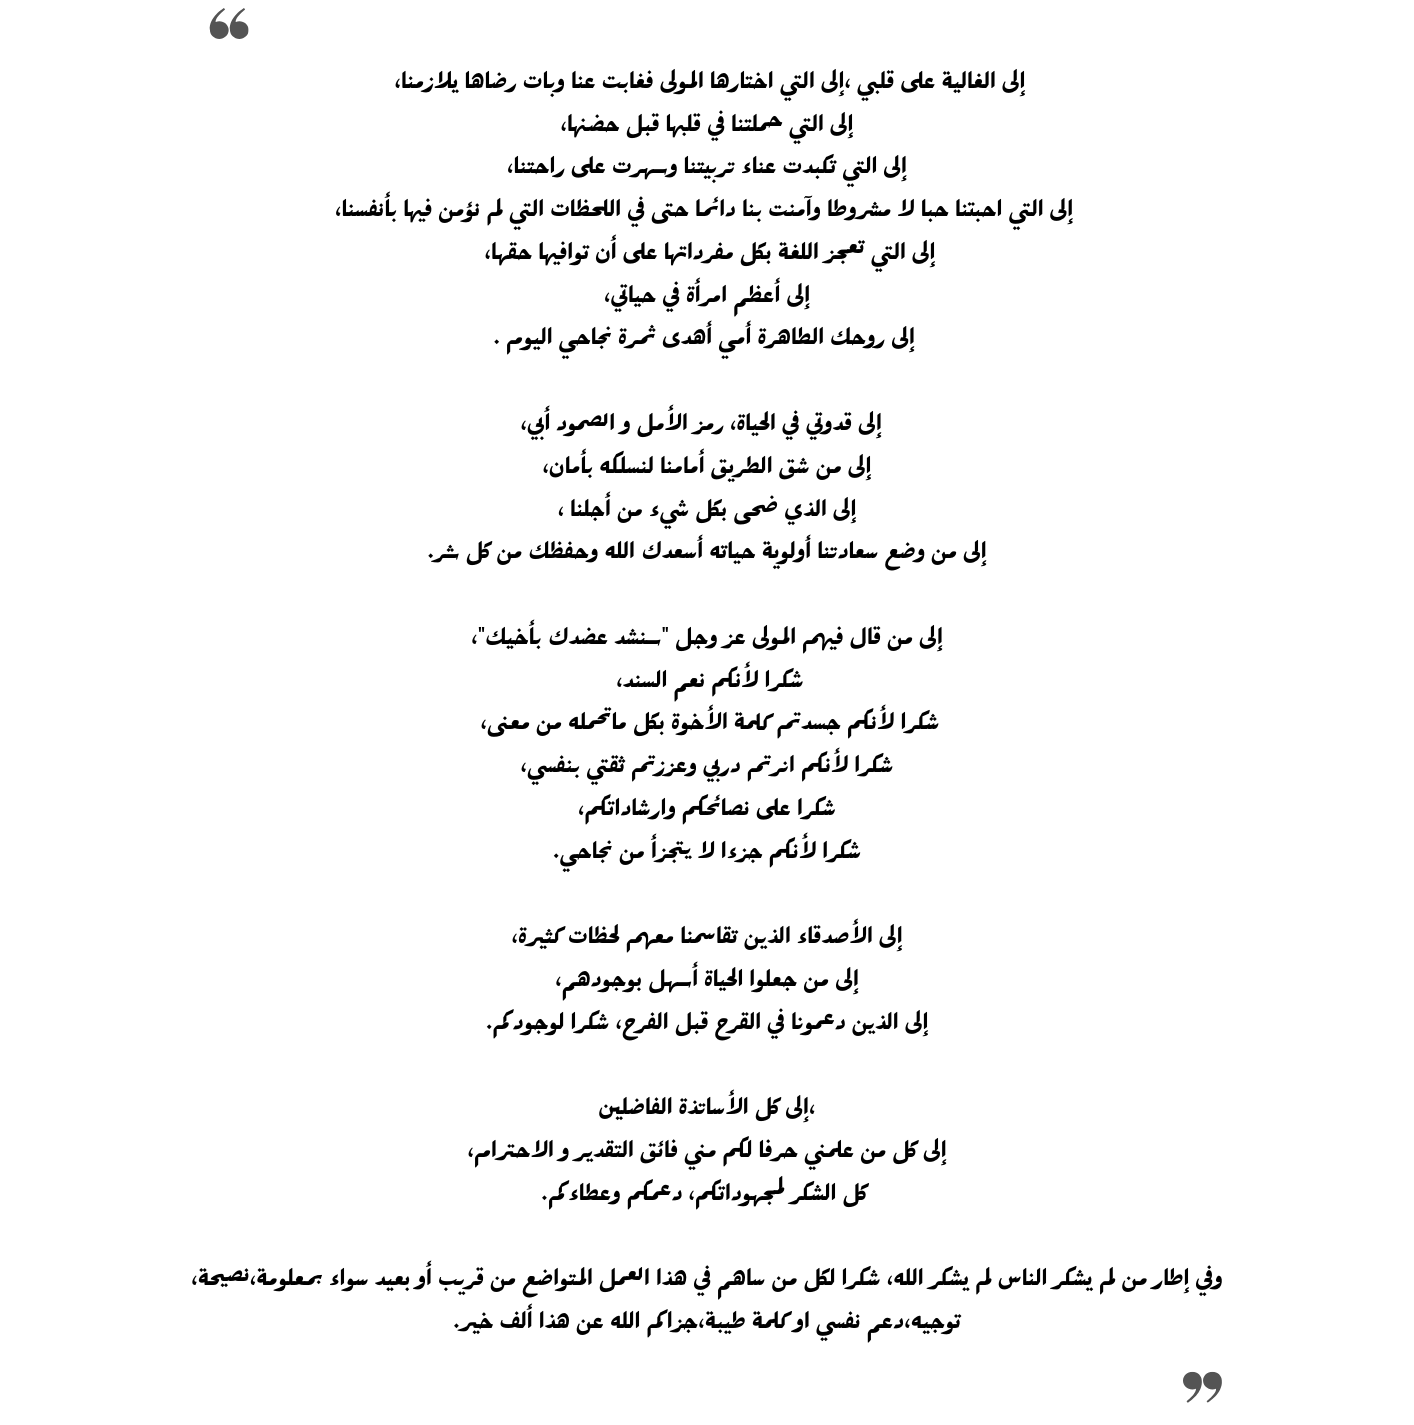 ❝
إلى الغالية على قلبي ،إلى التي اختارها المولى فغابت عنا وبات رضاها يلازمنا،
إلى التي حملتنا في قلبها قبل حضنها،
إلى التي تكبدت عناء تربيتنا وسهرت على راحتنا،
إلى التي احبتنا حبا لا مشروطا وآمنت بنا دائما حتى في اللحظات التي لم نؤمن فيها بأنفسنا،
إلى التي تعجز اللغة بكل مفرداتها على أن توافيها حقها،
إلى أعظم امرأة في حياتي،
إلى روحك الطاهرة أمي أهدى ثمرة نجاحي اليوم .
إلى قدوتي في الحياة، رمز الأمل و الصمود أبي،
إلى من شق الطريق أمامنا لنسلكه بأمان،
إلى الذي ضحى بكل شيء من أجلنا ،
إلى من وضع سعادتنا أولوية حياته أسعدك الله وحفظك من كل شر.
إلى من قال فيهم المولى عز وجل "سنشد عضدك بأخيك"،
شكرا لأنكم نعم السند،
شكرا لأنكم جسدتم كلمة الأخوة بكل ماتحمله من معنى،
شكرا لأنكم انرتم دربي وعززتم ثقتي بنفسي،
شكرا على نصائحكم وارشاداتكم،
شكرا لأنكم جزءا لا يتجزأ من نجاحي.
إلى الأصدقاء الذين تقاسمنا معهم لحظات كثيرة،
إلى من جعلوا الحياة أسهل بوجودهم،
إلى الذين دعمونا في القرح قبل الفرح، شكرا لوجودكم.
،إلى كل الأساتذة الفاضلين
إلى كل من علمني حرفا لكم مني فائق التقدير و الاحترام،
كل الشكر لمجهوداتكم، دعمكم وعطاءكم.
وفي إطار من لم يشكر الناس لم يشكر الله، شكرا لكل من ساهم في هذا العمل المتواضع من قريب أو بعيد سواء بمعلومة،نصيحة،
توجيه،دعم نفسي او كلمة طيبة،جزاكم الله عن هذا ألف خير.
❞